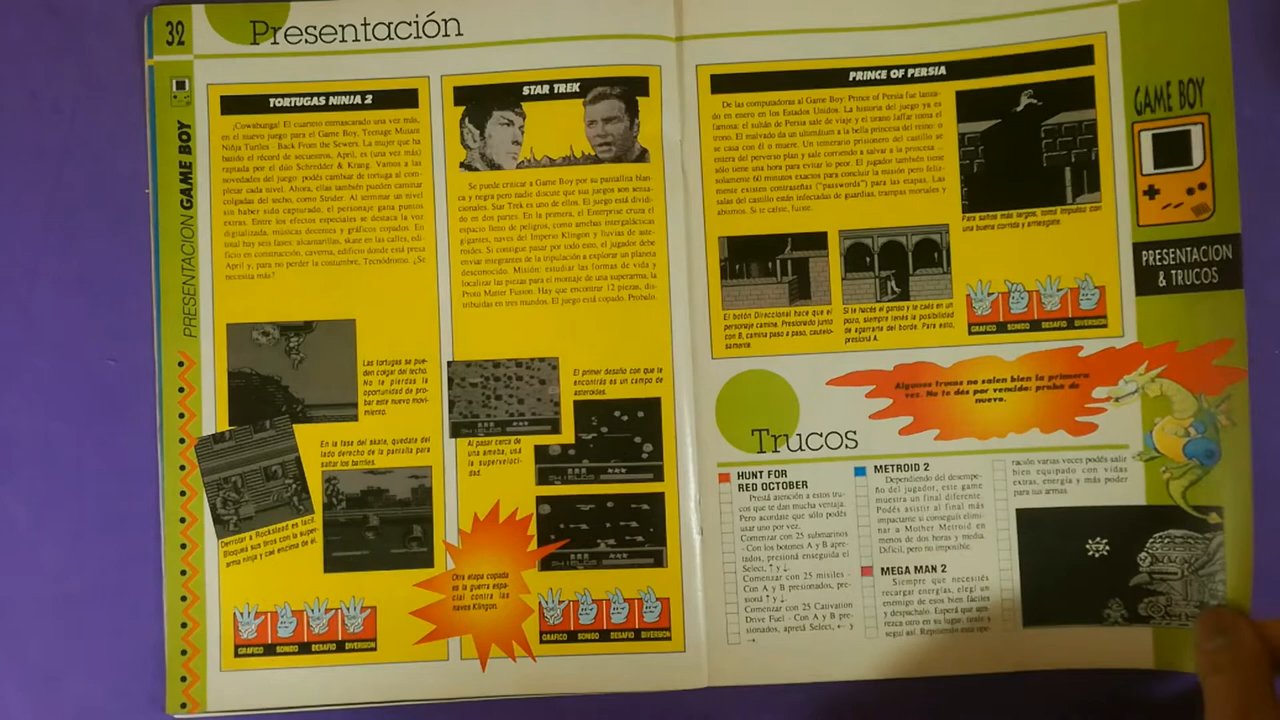 32
Presentación
PRESENTACION GAME BOY
TORTUGAS NINJA 2
¡Cowabunga! El cuarteto enmascarado una vez más,
en el nuevo juego para el Game Boy, Teenage Mutant
Ninja Turtles - Back From the Sewers. La mujer que ha
batido el récord de secuestros, April, es (una vez más)
raptada por el dúo Schredder & Krang. Vamos a las
novedades del juego: podés cambiar de tortuga al com-
pletar cada nivel. Ahora, ellas también pueden caminar
colgadas del techo, como Strider. Al terminar un nivel
sin haber sido capturado, el personaje gana puntos
extras. Entre los efectos especiales se destaca la voz
digitalizada, músicas decentes y gráficos copados. En
total hay seis fases: alcantarillas, skate en las calles, edi-
ficio en construcción, caverna, edificio donde está presa
April y, para no perder la costumbre, Tecnódromo. ¿Se
necesita más?
Las tortugas se pue-
den colgar del techo.
No te pierdas la
oportunidad de pro-
bar este nuevo movi-
miento.
En la fase del skate, quedate del
lado derecho de la pantalla para
saltar los barriles.
Derrotar a Rockstead es fácil.
Bloqueá sus tiros con la super-
arma ninja y caé encima de él.
GRAFICO SONIDO DESAFIO DIVERSION
STAR TREK
Se puede criticar a Game Boy por su pantalla blan-
ca y negra pero nadie discute que sus juegos son sensa-
cionales. Star Trek es uno de ellos. El juego está dividi-
do en dos partes. En la primera, el Enterprise cruza el
espacio lleno de peligros, como amebas intergalácticas
gigantes, naves del Imperio Klingon y lluvias de aste-
roides. Si consigue pasar por todo esto, el jugador debe
enviar integrantes de la tripulación a explorar un planeta
desconocido. Misión: estudiar las formas de vida y
localizar las piezas para el montaje de una superarma, la
Proto Matter Fusion. Hay que encontrar 12 piezas, dis-
tribuidas en tres mundos. El juego está copado. Probalo.
El primer desafío con que te
encontrás es un campo de
asteroides.
SHIELDS
Al pasar cerca de
una ameba, usá
la superveloci-
dad.
SHIELDS
SHIELDS
Otra etapa copada
es la guerra espa-
cial contra las
naves Klingon.
GRAFICO SONIDO DESAFIO DIVERSION
PRINCE OF PERSIA
De las computadoras al Game Boy: Prince of Persia fue lanza-
do en enero en los Estados Unidos. La historia del juego ya es
famosa: el sultán de Persia sale de viaje y el tirano Jaffar toma el
trono. El malvado da un ultimátum a la bella princesa del reino: o
se casa con él o muere. Un temerario prisionero del castillo se
entera del perverso plan y sale corriendo a salvar a la princesa ...
sólo tiene una hora para evitar lo peor. El jugador también tiene
solamente 60 minutos exactos para concluir la misión pero feliz-
mente existen contraseñas ("passwords") para las etapas. Las
salas del castillo están infectadas de guardias, trampas mortales y
abismos. Si te caíste, fuiste.
Para saltos más largos, tomá impulso con
una buena corrida y arriesgate.
El botón Direccional hace que el
personaje camine. Presionado junto
con B, camina paso a paso, cautelo-
samente.
Si te hacés el ganso y te caés en un
pozo, siempre tenés la posibilidad
de agarrarte del borde. Para esto,
presioná A.
GRAFICO SONIDO DESAFIO DIVERSION
GAME BOY
PRESENTACION
& TRUCOS
Algunos trucos no salen bien la primera
vez. No te dés por vencido: probá de
nuevo.
Trucos
HUNT FOR
RED OCTOBER
Prestá atención a estos tru-
cos que te dan mucha ventaja.
Pero acordate que sólo podés
usar uno por vez.
Comenzar con 25 submarinos
- Con los botones A y B apre-
tados, presioná enseguida el
Select, ↑ y ↓.
Comenzar con 25 misiles -
Con A y B presionados, pre-
sioná ↑ y ↓.
Comenzar con 25 Cativation
Drive Fuel - Con A y B pre-
sionados, apretá Select, ← y
→.
METROID 2
Dependiendo del desempe-
ño del jugador, este game
muestra un final diferente.
Podés asistir al final más
impactante si conseguís elimi-
nar a Mother Metroid en
menos de dos horas y media.
Difícil, pero no imposible.
MEGA MAN 2
Siempre que necesités
recargar energías, elegí un
enemigo de esos bien fáciles
y despachalo. Esperá que apa-
rezca otro en su lugar,
seguí así. Repitiendo esta ope-
ración varias veces podés salir
bien equipado con vidas
extras, energía y más poder
para tus armas.